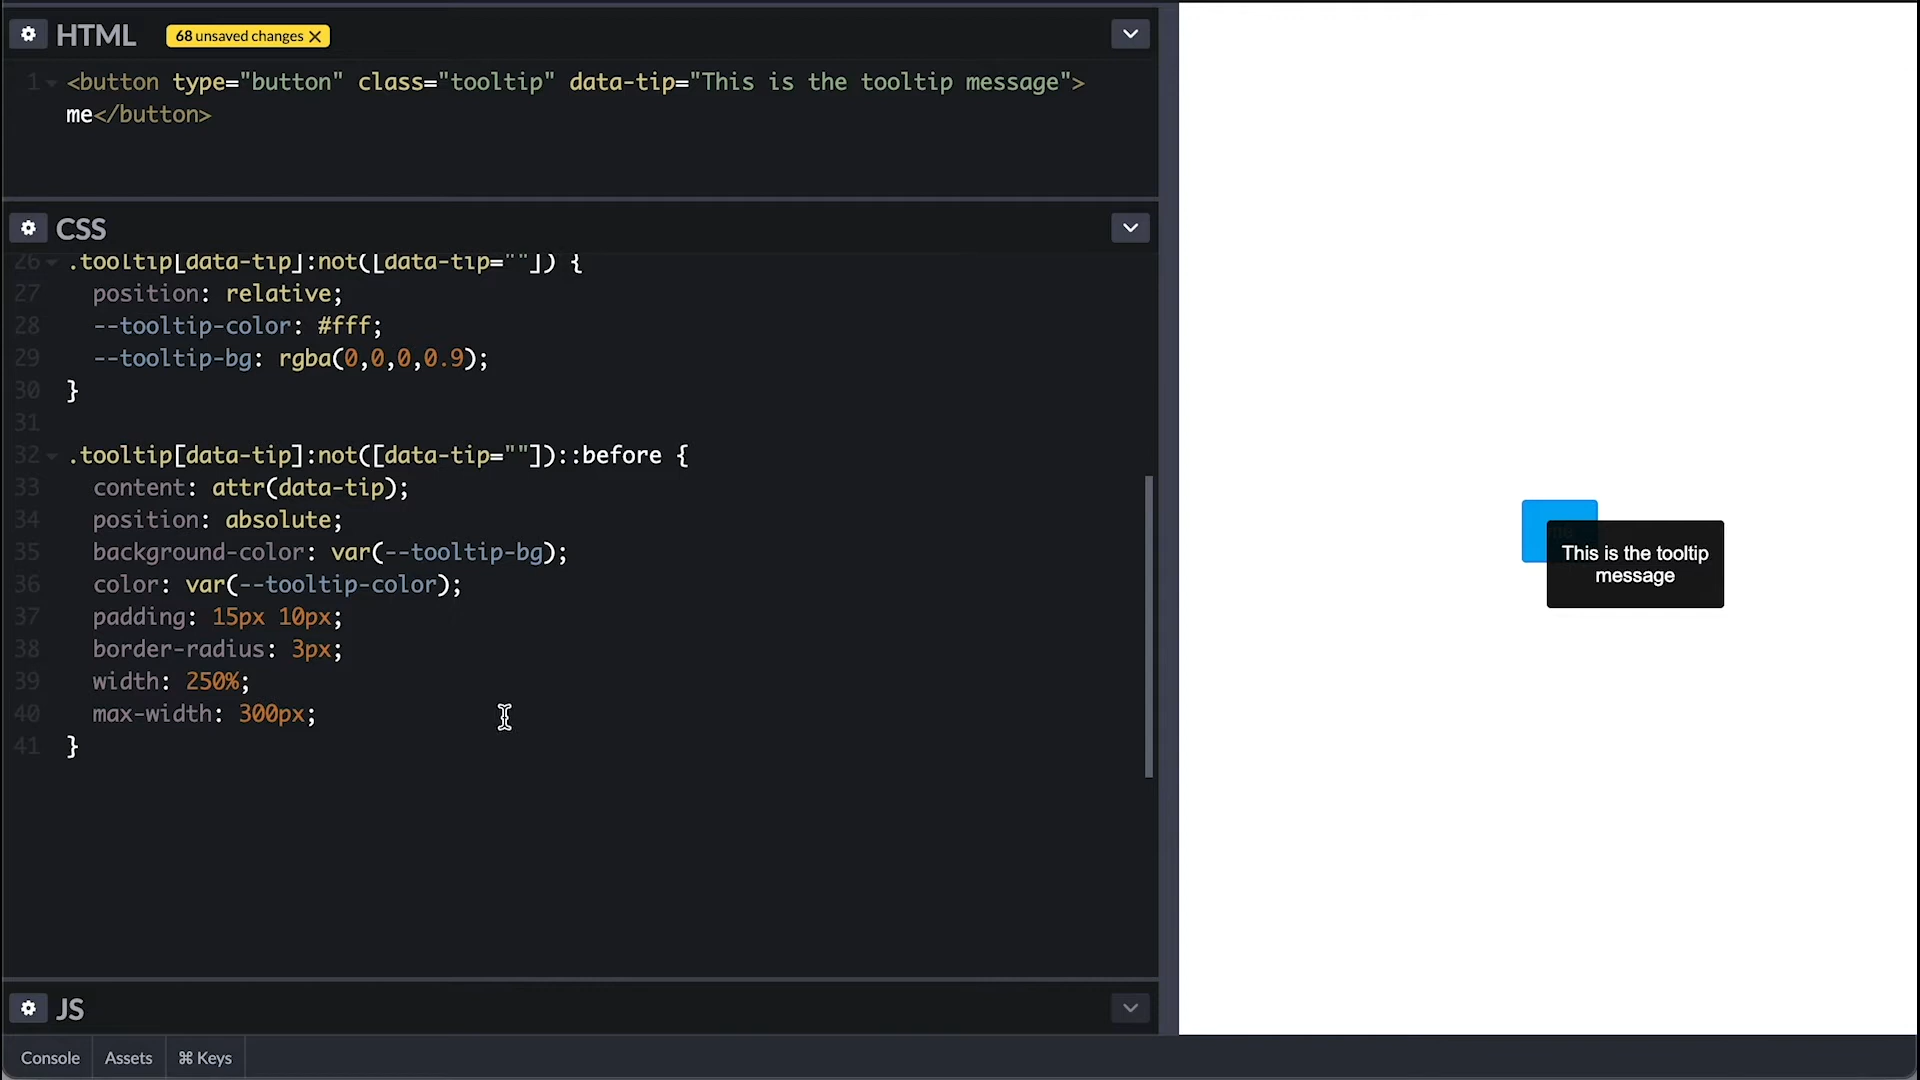 HTML 68 unsaved changes
1 <button type="button" class="tooltip" data-tip="This is the tooltip message">
me</button>
CSS
26 .tooltip[data-tip]:not([data-tip=""]) {
27 position: relative;
28 --tooltip-color: #fff;
29 --tooltip-bg: rgba(0,0,0,0.9);
30 }
31
32 .tooltip[data-tip]:not([data-tip=""])::before {
33 content: attr(data-tip);
34 position: absolute;
35 background-color: var(--tooltip-bg);
36 color: var(--tooltip-color);
37 padding: 15px 10px;
38 border-radius: 3px;
39 width: 250%;
40 max-width: 300px;
41 }
JS
Console Assets ⌘ Keys
This is the tooltip
message